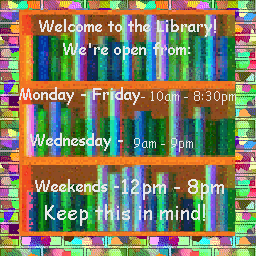 Welcome to the Library!
We're open from:
Monday - Friday - 10am - 8:30pm
Wednesday - 9am - 9pm
Weekends - 12pm - 8pm
Keep this in mind!